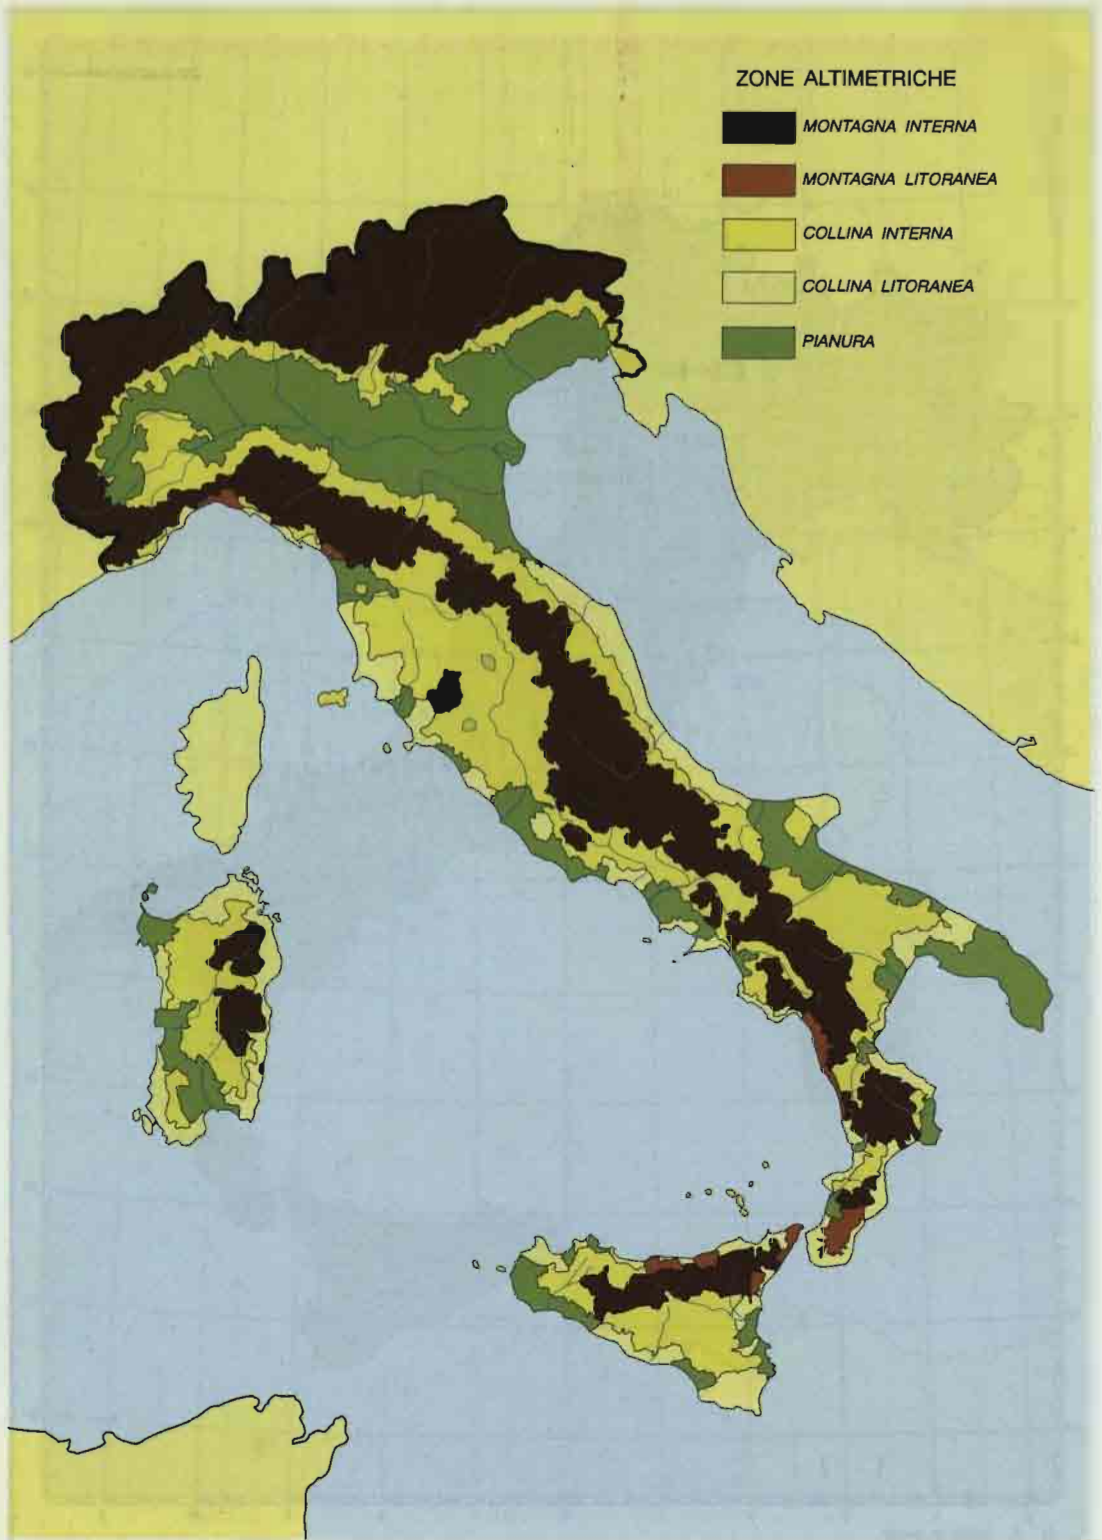 ZONE ALTIMETRICHE
MONTAGNA INTERNA
MONTAGNA LITORANEA
COLLINA INTERNA
COLLINA LITORANEA
PIANURA